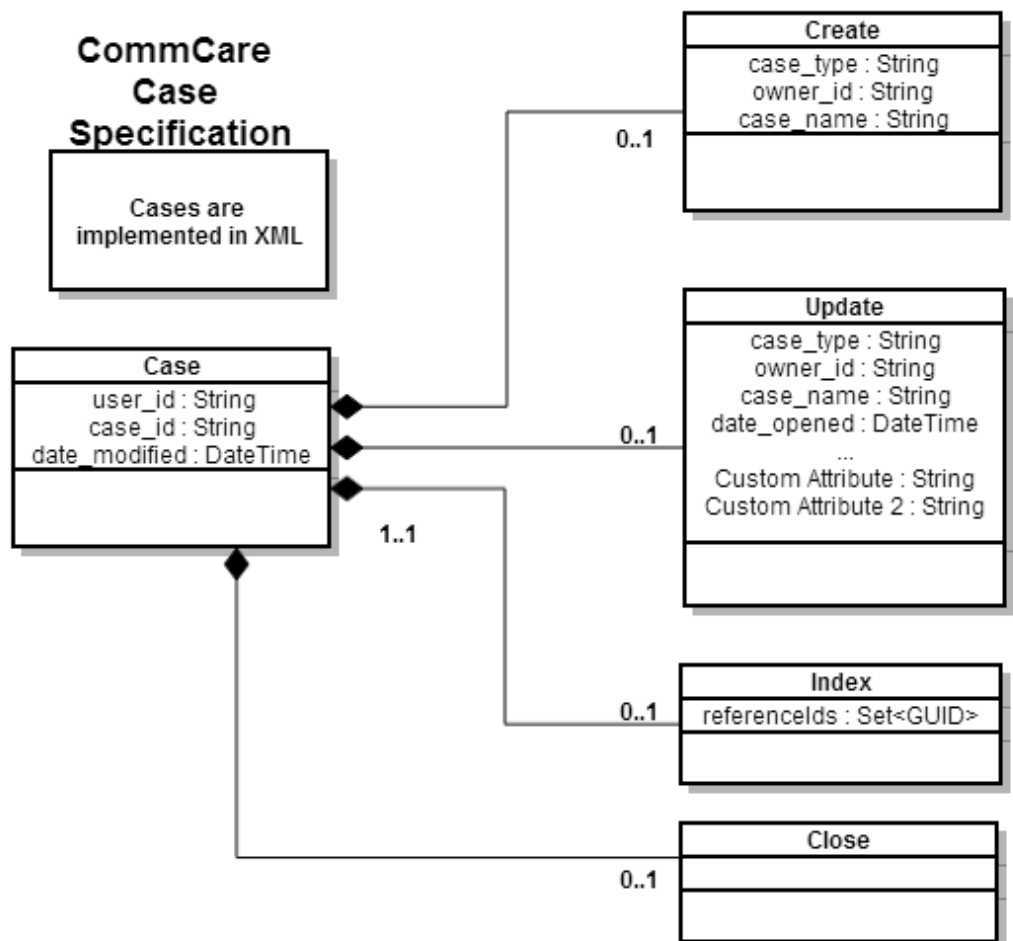 CommCare
Case
Specification
Cases are
implemented in XML
Case
user_id : String
case_id : String
date_modified : DateTime
1..1
Create
case_type : String
owner_id : String
case_name : String
0..1
Update
case_type : String
owner_id : String
case_name : String
date_opened : DateTime
...
Custom Attribute : String
Custom Attribute 2 : String
0..1
Index
referenceIds : Set<GUID>
0..1
Close
0..1